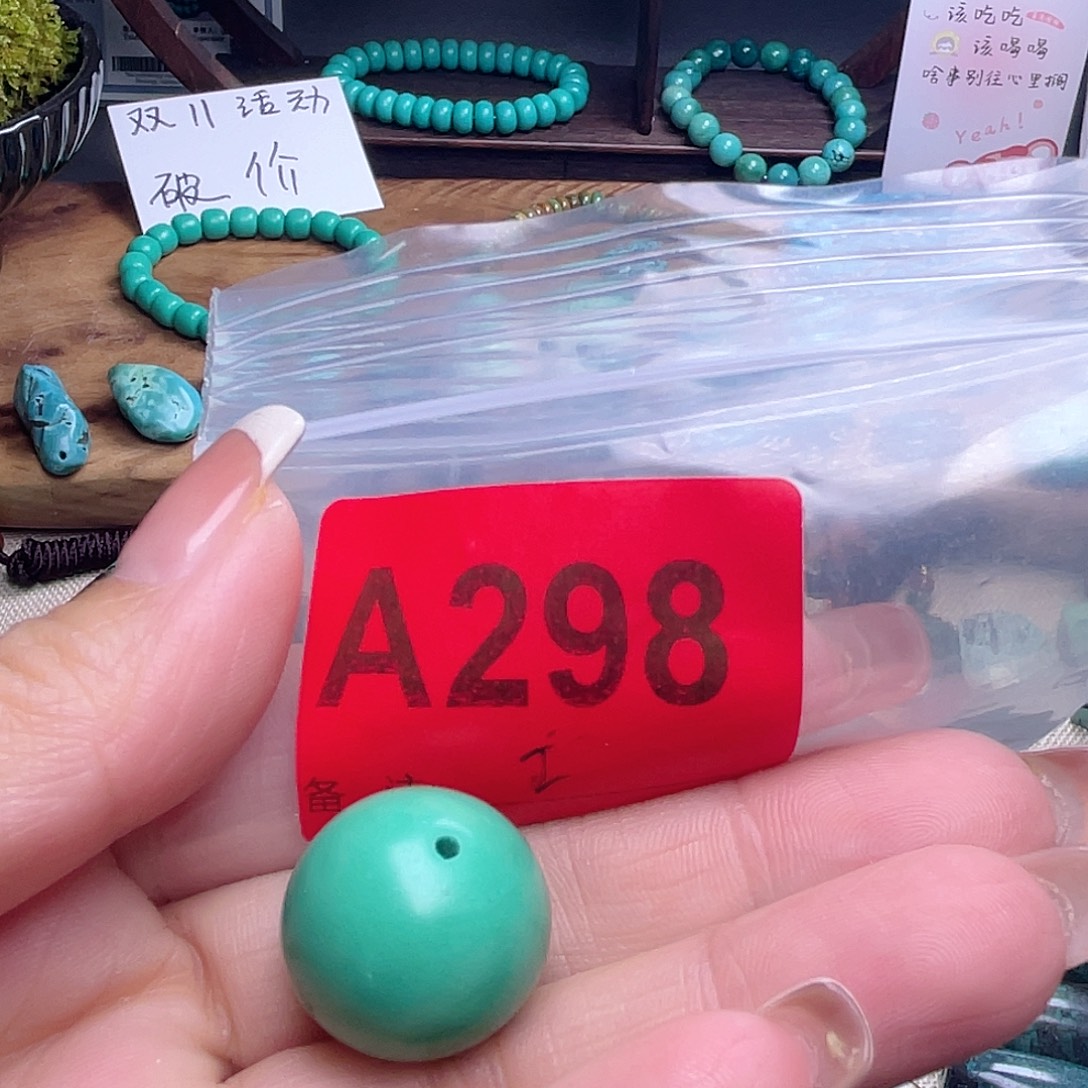 双11活动
破价
该吃吃
该喝喝
啥事别往心里搁
Yeah!
A298
备